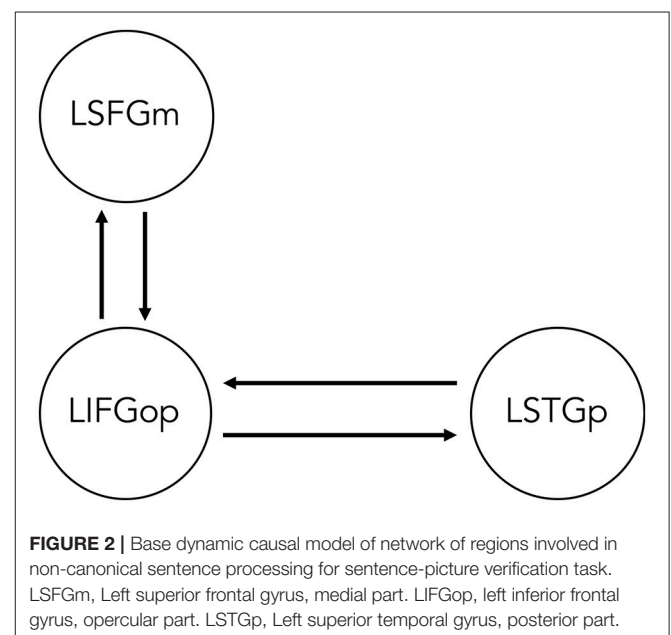 LSFGm
LIFGop
LSTGp
FIGURE 2 | Base dynamic causal model of network of regions involved in
non-canonical sentence processing for sentence-picture verification task.
LSFGm, Left superior frontal gyrus, medial part. LIFGop, left inferior frontal
gyrus, opercular part. LSTGp, Left superior temporal gyrus, posterior part.